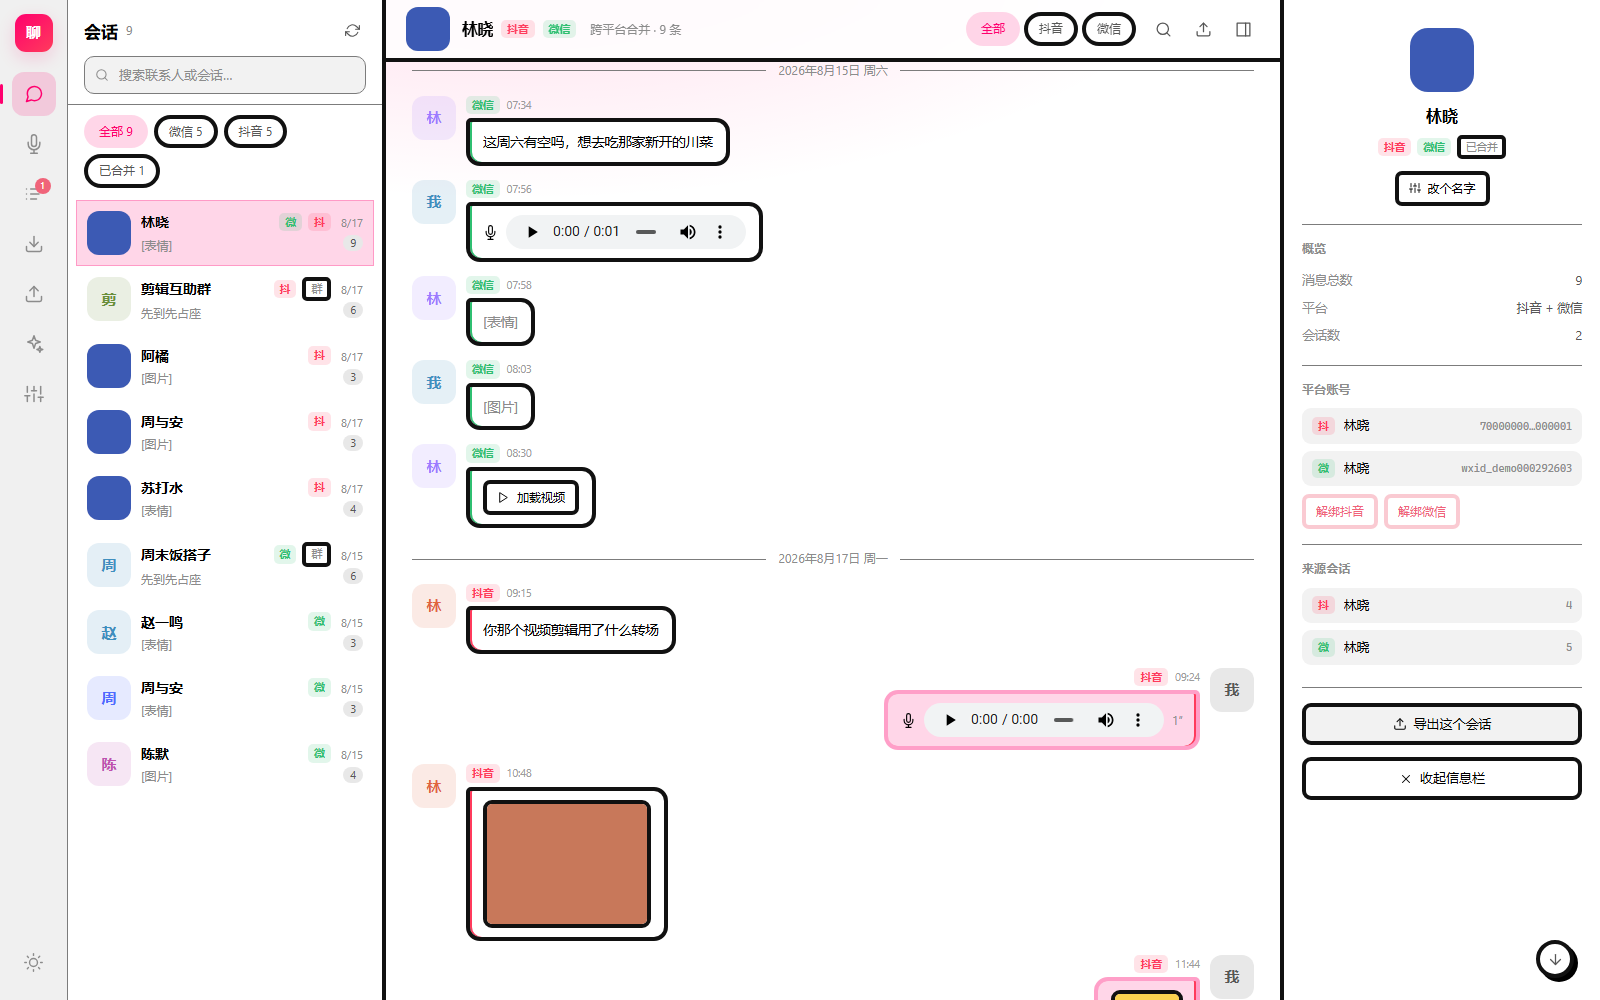 聊
1
会话 9
搜索联系人或会话...
全部 9
微信 5
抖音 5
已合并 1
林晓 微 抖 8/17
[表情] 9
剪
剪辑互助群 抖 群 8/17
先到先占座 6
阿橘 抖 8/17
[图片] 3
周与安 抖 8/17
[图片] 3
苏打水 抖 8/17
[表情] 4
周
周末饭搭子 微 群 8/15
先到先占座 6
赵
赵一鸣 微 8/15
[表情] 3
周
周与安 微 8/15
[表情] 3
陈
陈默 微 8/15
[图片] 4
林晓 抖音 微信 跨平台合并 · 9 条
全部 抖音 微信
2026年8月15日 周六
林
微信 07:34
这周六有空吗，想去吃那家新开的川菜
我
微信 07:56
0:00 / 0:01
林
微信 07:58
[表情]
我
微信 08:03
[图片]
林
微信 08:30
加载视频
2026年8月17日 周一
林
抖音 09:15
你那个视频剪辑用了什么转场
抖音 09:24
我
0:00 / 0:00 1″
林
抖音 10:48
抖音 11:44
我
林晓
抖音 微信 已合并
改个名字
概览
消息总数 9
平台 抖音 + 微信
会话数 2
平台账号
抖 林晓 70000000…000001
微 林晓 wxid_demo000292603
解绑抖音 解绑微信
来源会话
抖 林晓 4
微 林晓 5
导出这个会话
收起信息栏